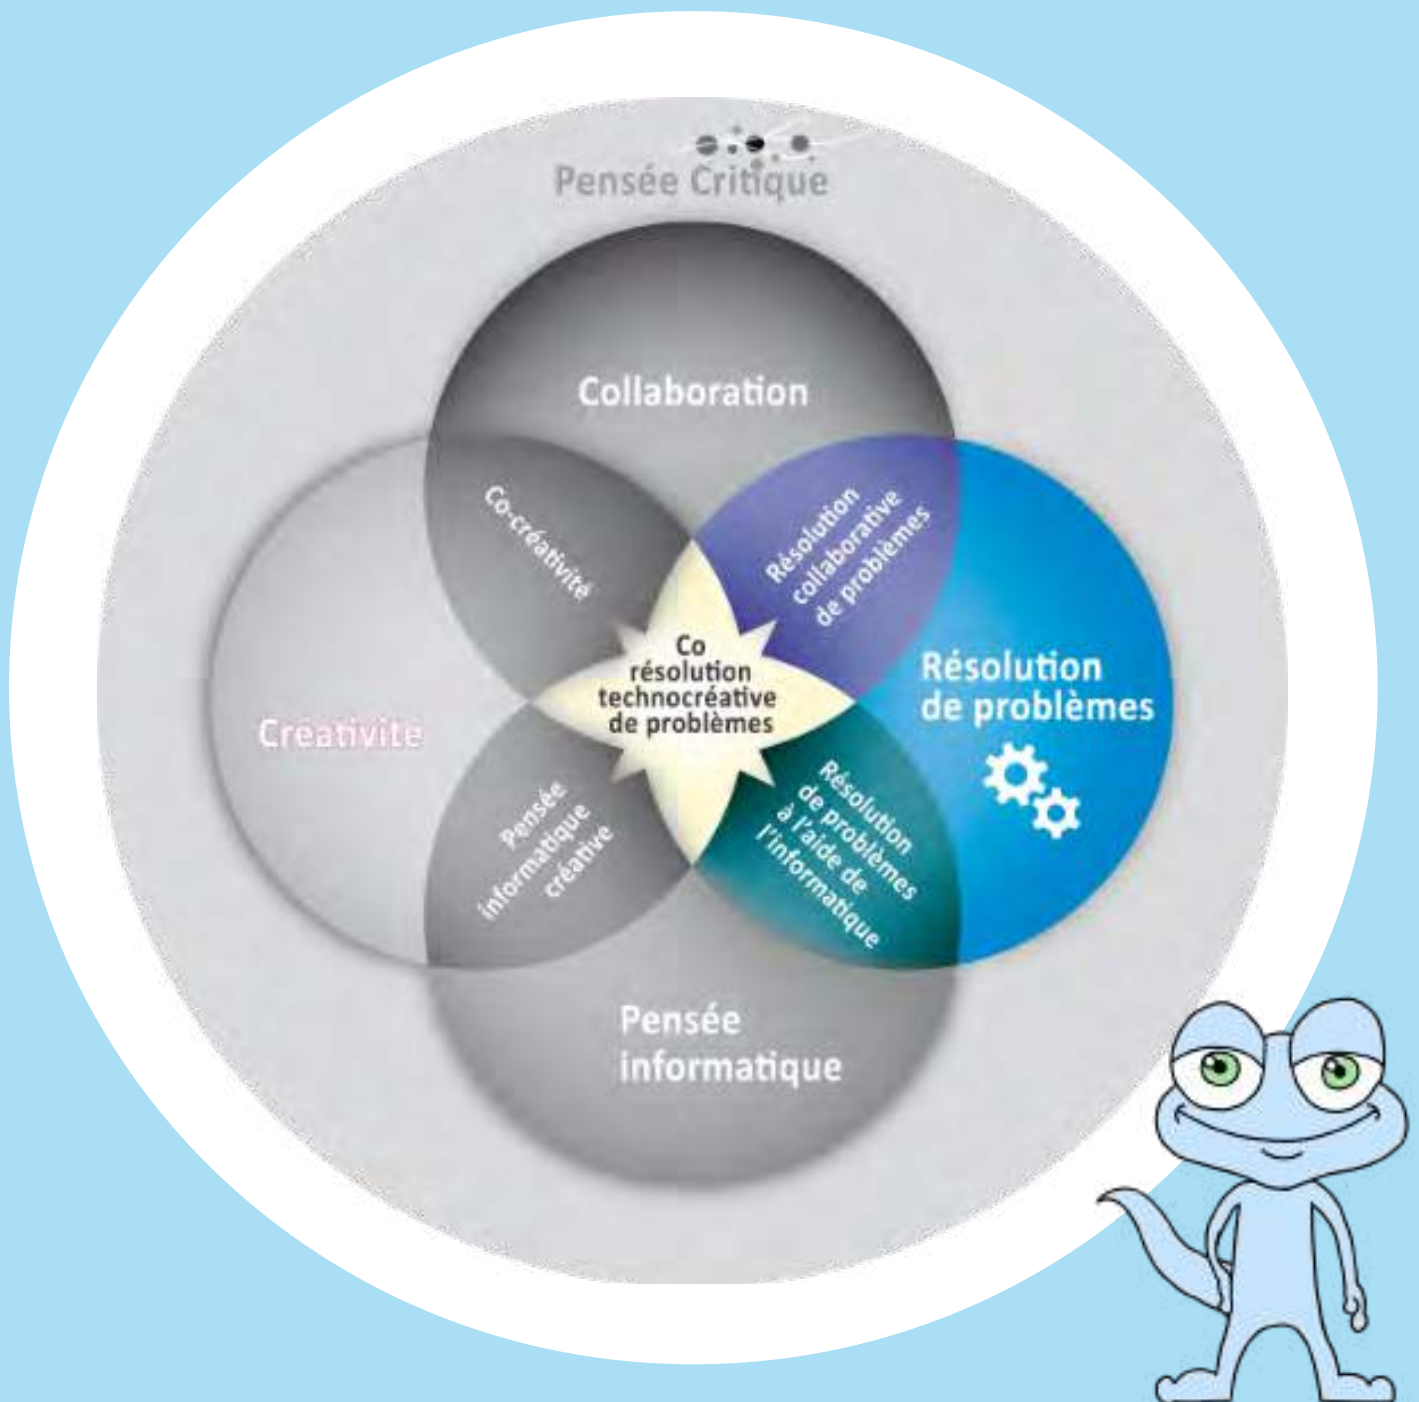 Pensée Critique
Collaboration
Co-créativité
Résolution
collaborative
de problèmes
Co
résolution
technocréative
de problèmes
Résolution
de problèmes
Créativité
Pensée
informatique
créative
Résolution
de problèmes
à l'aide de
l'informatique
Pensée
informatique